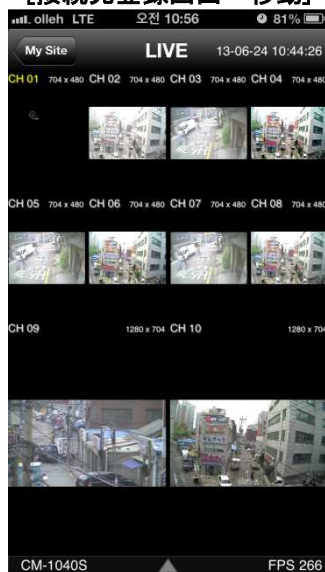 olleh LTE 오전 10:56 81%
My Site LIVE 13-06-24 10:44:26
CH 01 704 x 480 CH 02 704 x 480 CH 03 704 x 480 CH 04 704 x 480
CH 05 704 x 480 CH 06 704 x 480 CH 07 704 x 480 CH 08 704 x 480
CH 09 1280 x 704 CH 10 1280 x 704
CM-1040S FPS 266